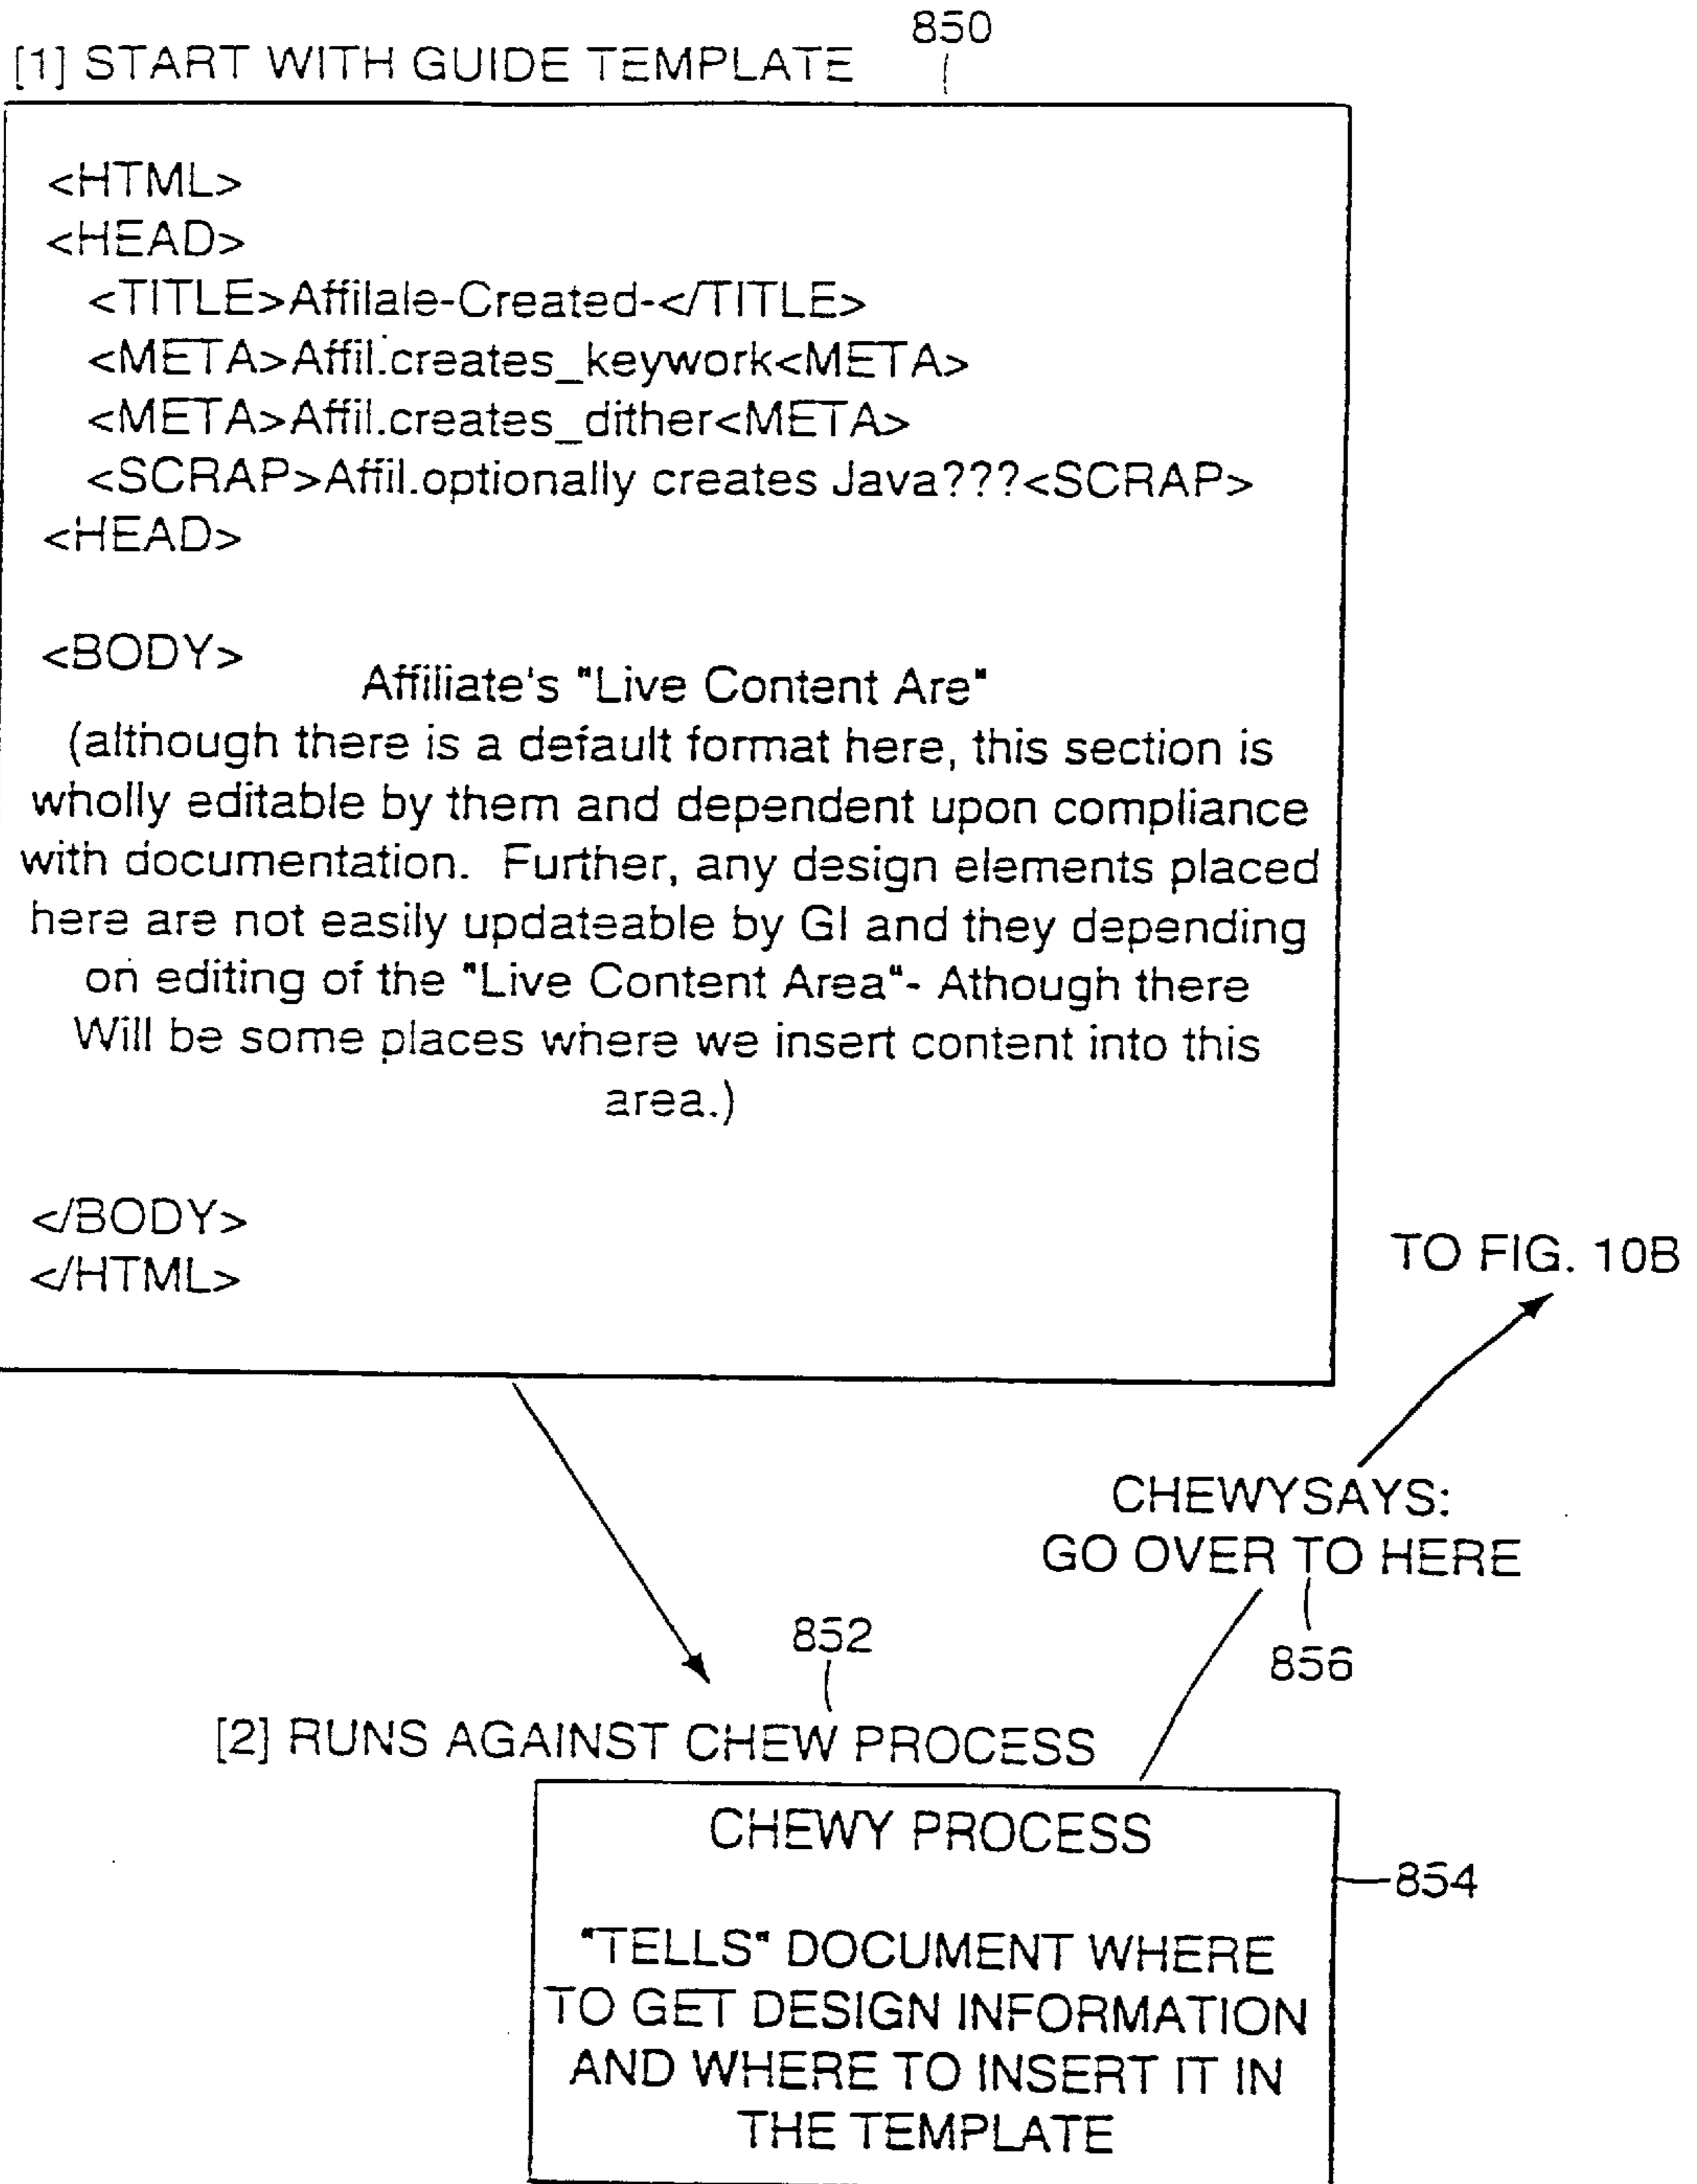 850
[1] START WITH GUIDE TEMPLATE
<HTML>
<HEAD>
<TITLE>Affilale-Created-</TITLE>
<META>Affil.creates_keywork<META>
<META>Affil.creates_dither<META>
<SCRAP>Affil.optionally creates Java???<SCRAP>
<HEAD>
<BODY>
Affiliate's "Live Content Are"
(although there is a default format here, this section is
wholly editable by them and dependent upon compliance
with documentation. Further, any design elements placed
here are not easily updateable by GI and they depending
on editing of the "Live Content Area"- Athough there
Will be some places where we insert content into this
area.)
</BODY>
</HTML>
TO FIG. 10B
CHEWYSAYS:
GO OVER TO HERE
856
852
[2] RUNS AGAINST CHEW PROCESS
CHEWY PROCESS
854
"TELLS" DOCUMENT WHERE
TO GET DESIGN INFORMATION
AND WHERE TO INSERT IT IN
THE TEMPLATE